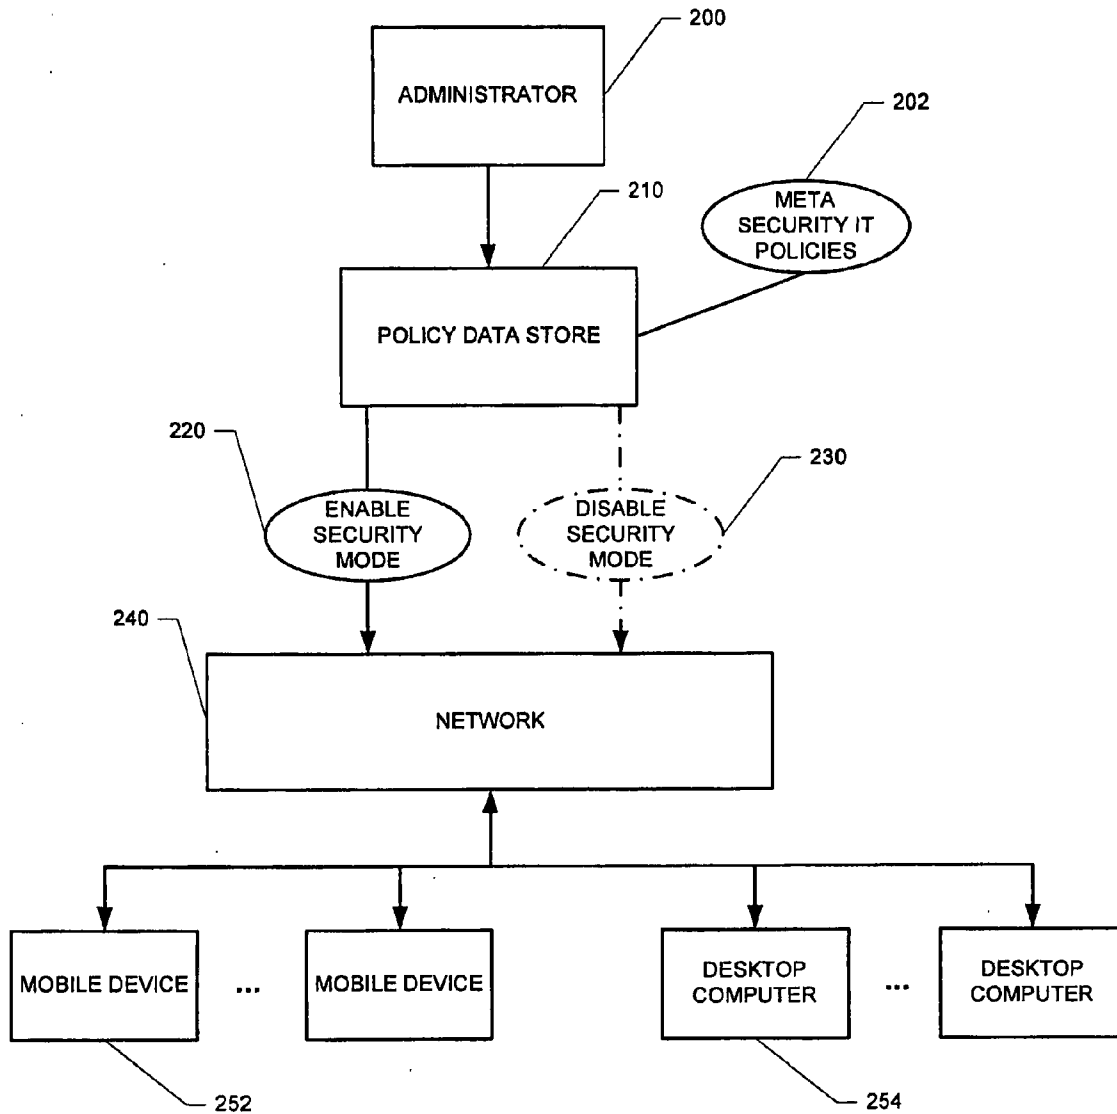 200
ADMINISTRATOR
202
META
SECURITY IT
POLICIES
210
POLICY DATA STORE
220
230
ENABLE
SECURITY
MODE
DISABLE
SECURITY
MODE
240
NETWORK
MOBILE DEVICE
...
MOBILE DEVICE
DESKTOP
COMPUTER
...
DESKTOP
COMPUTER
252
254